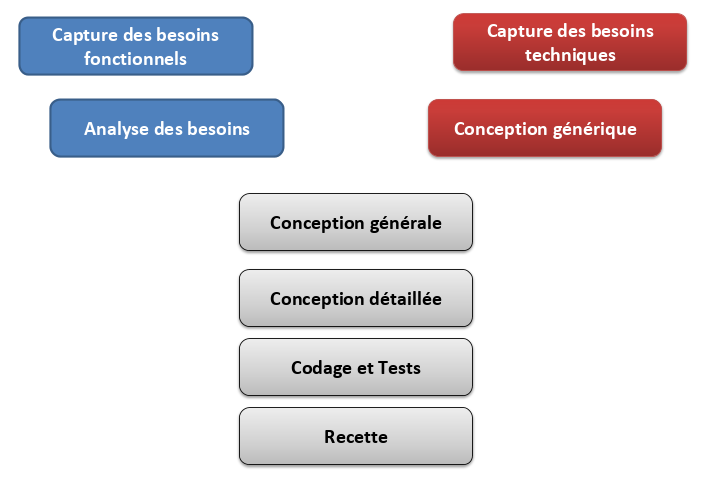 Capture des besoins
fonctionnels
Capture des besoins
techniques
Analyse des besoins
Conception générique
Conception générale
Conception détaillée
Codage et Tests
Recette